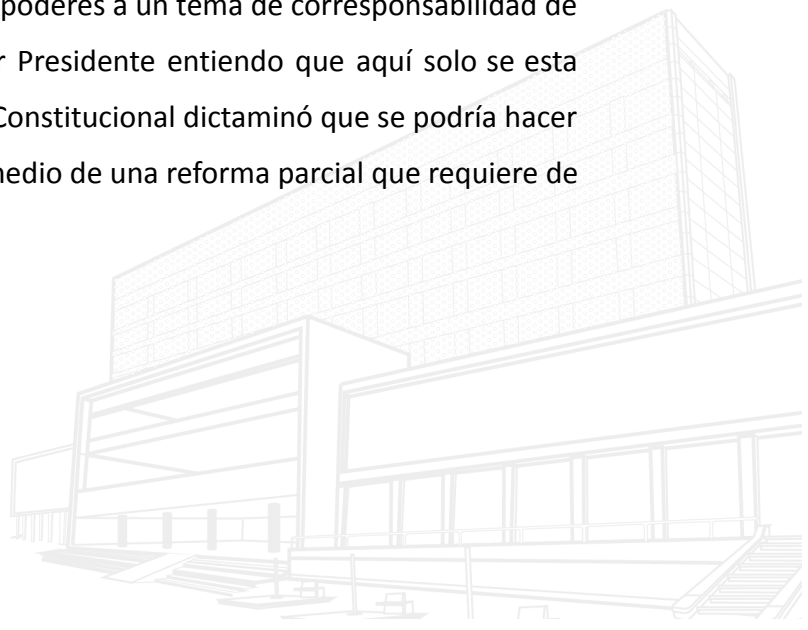 poderes a un tema de corresponsabilidad de
r Presidente entiendo que aquí solo se esta
Constitucional dictaminó que se podría hacer
medio de una reforma parcial que requiere de